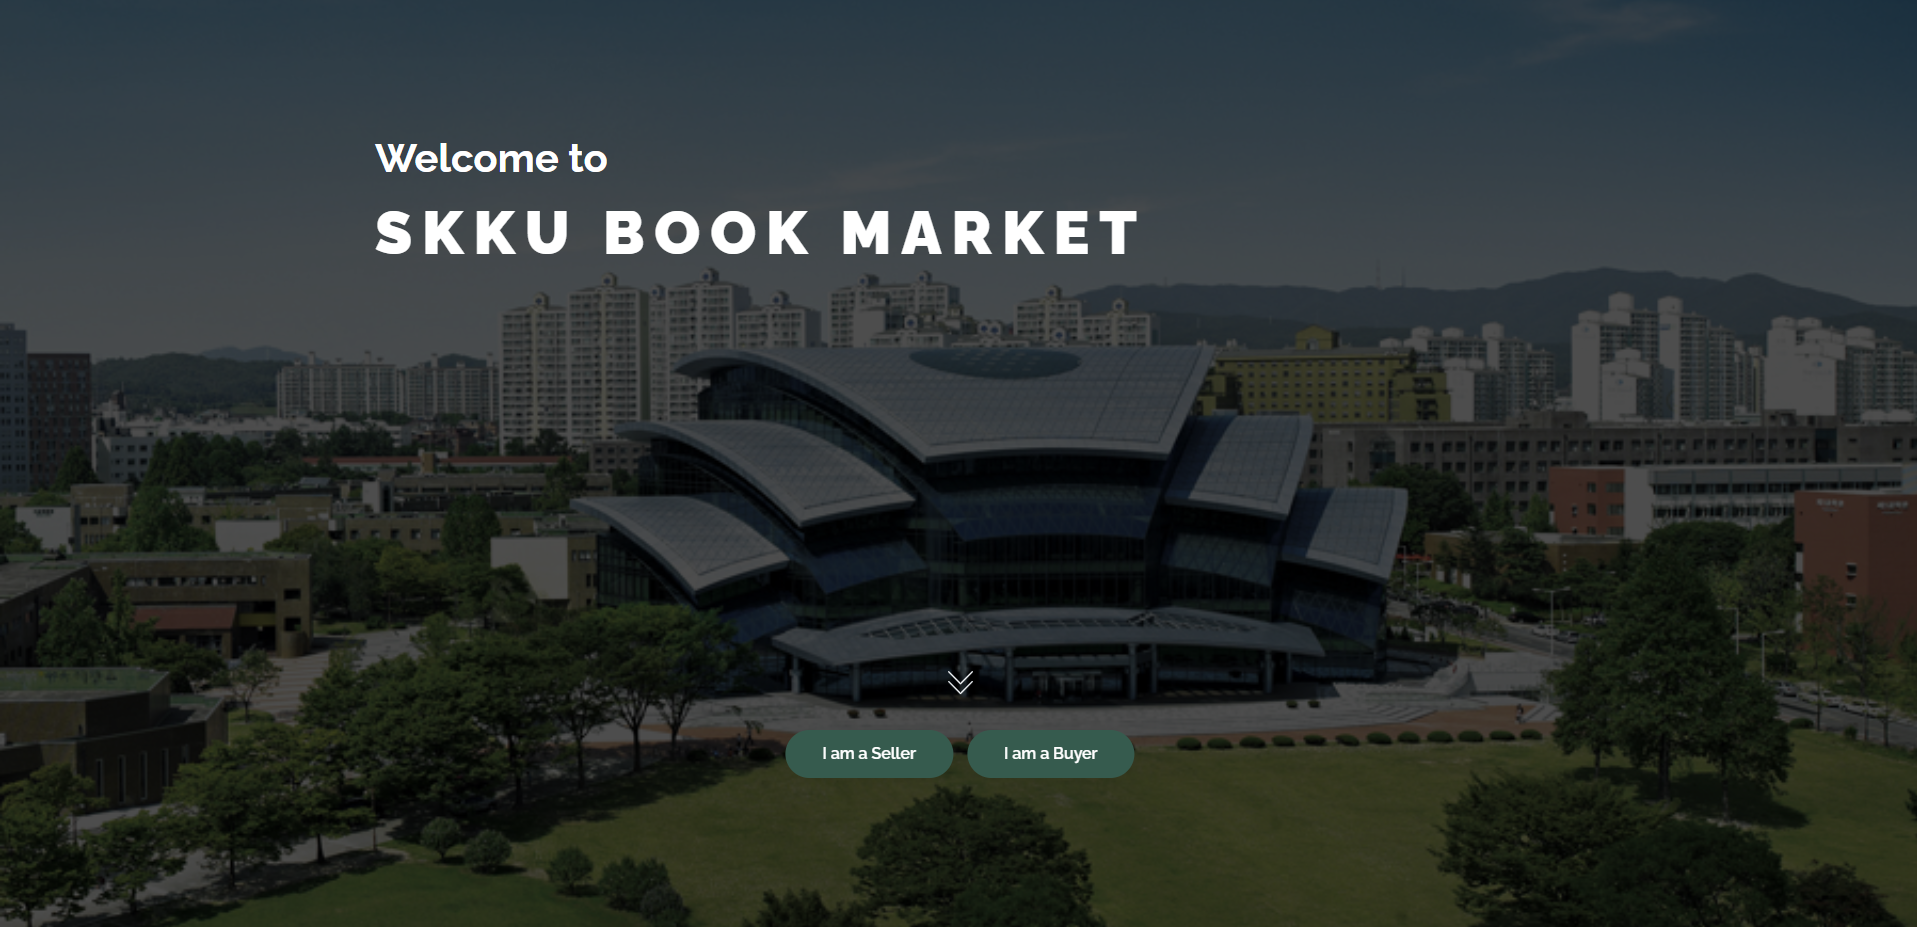 Welcome to
SKKU BOOK MARKET
I am a Seller
I am a Buyer